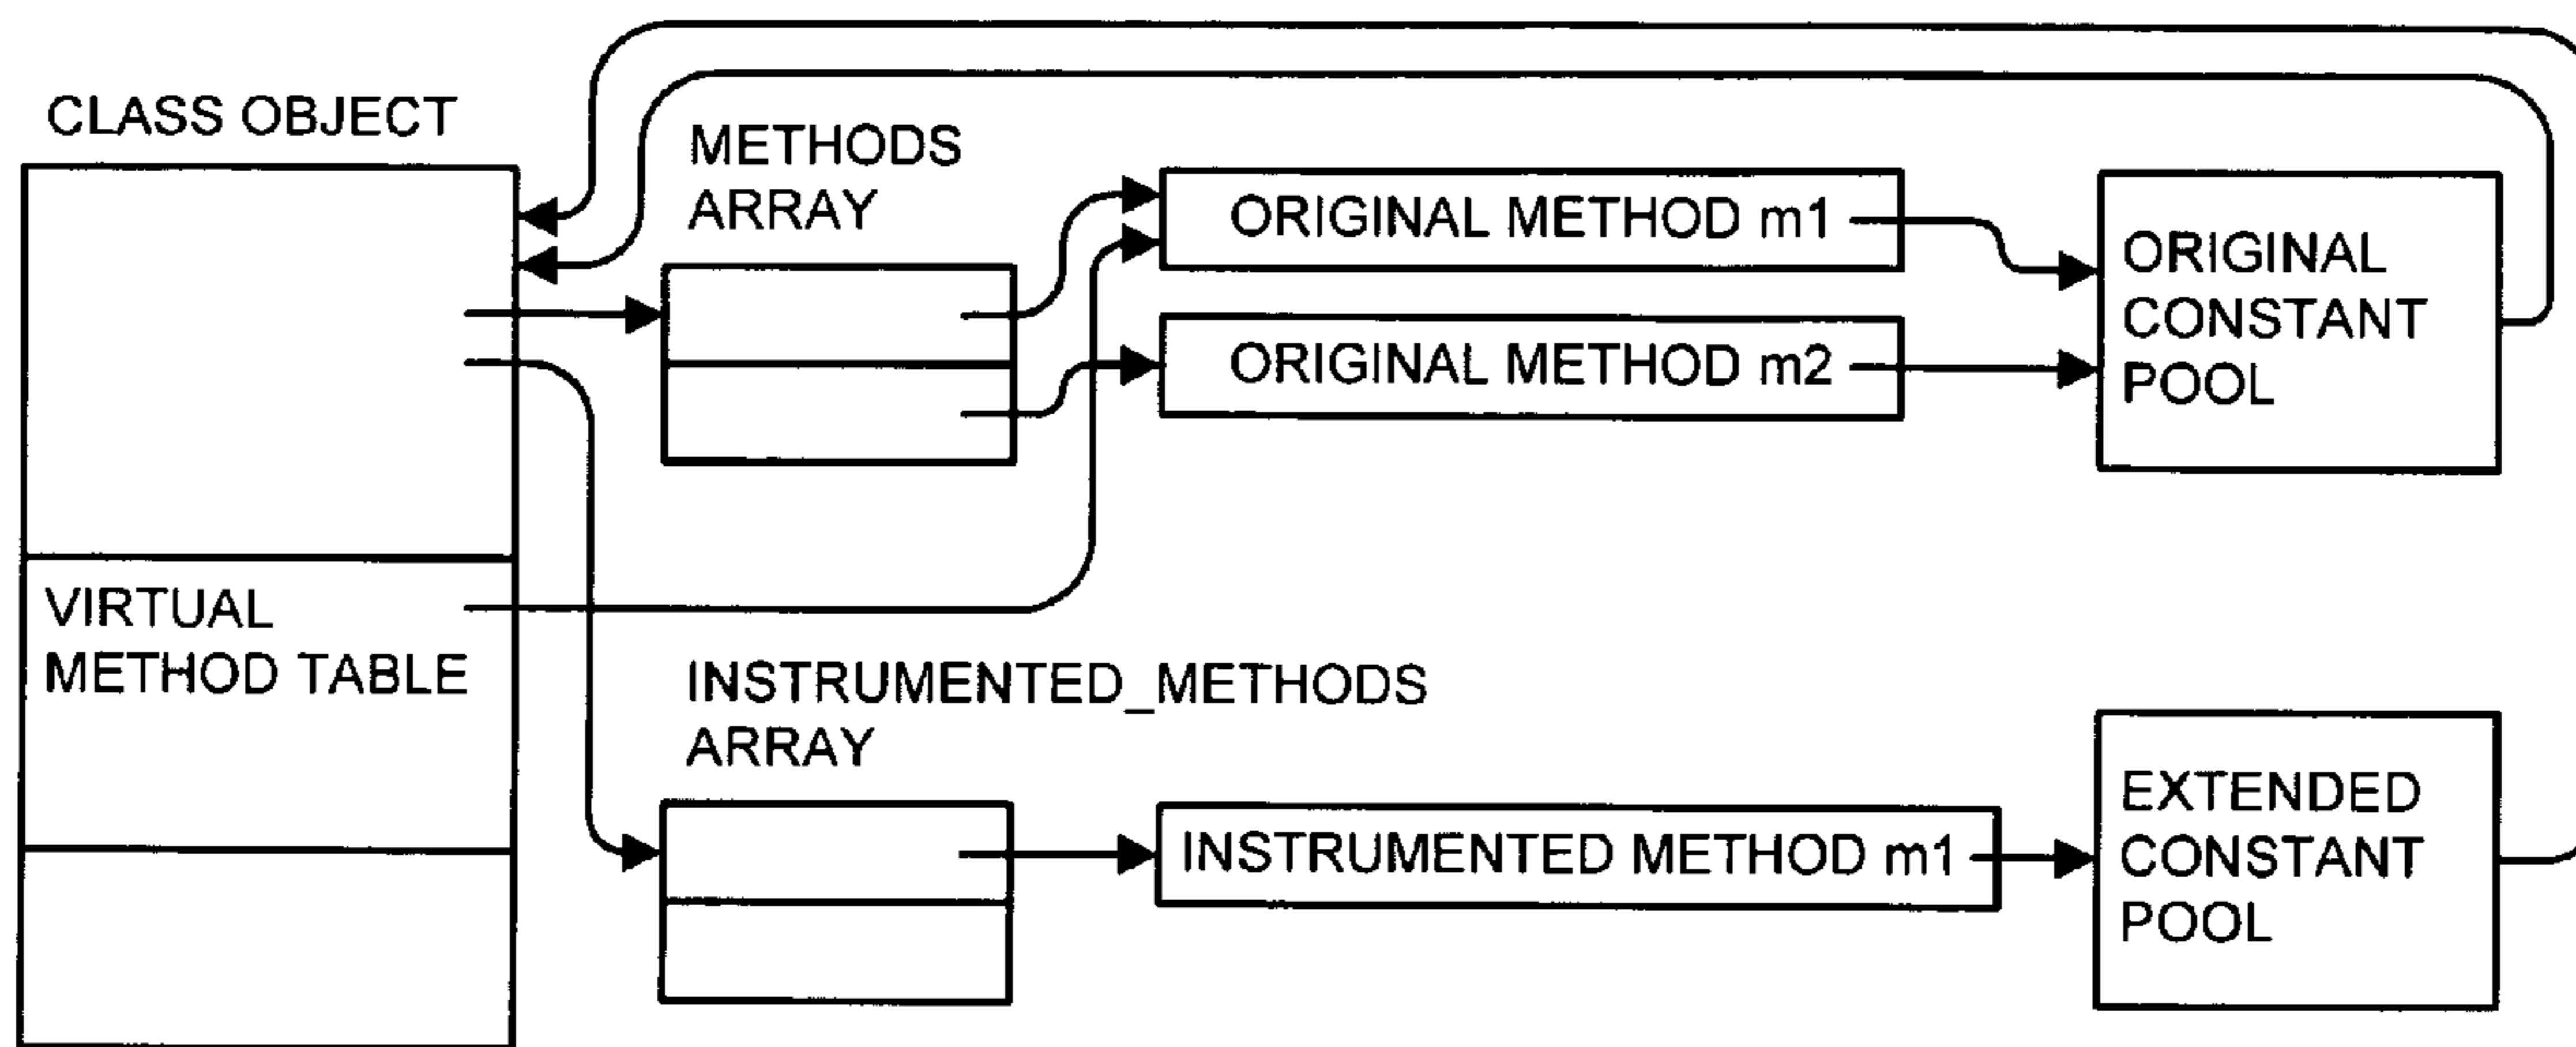 CLASS OBJECT
METHODS
ARRAY
ORIGINAL METHOD m1
ORIGINAL METHOD m2
ORIGINAL
CONSTANT
POOL
VIRTUAL
METHOD TABLE
INSTRUMENTED_METHODS
ARRAY
INSTRUMENTED METHOD m1
EXTENDED
CONSTANT
POOL